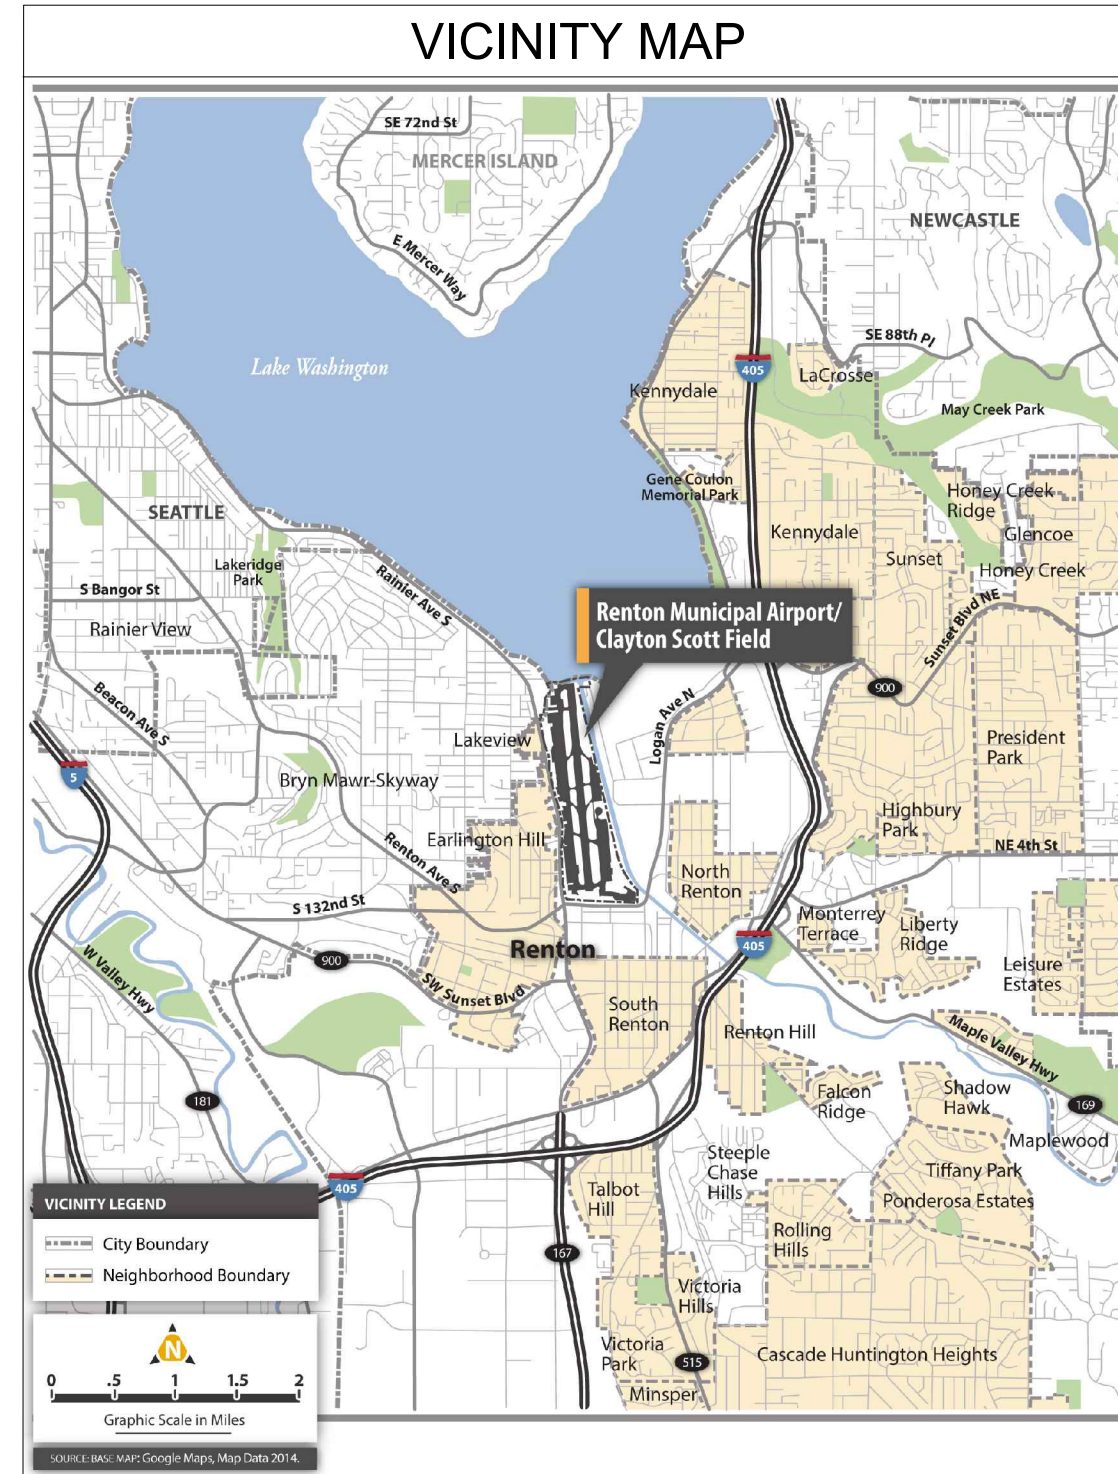 VICINITY MAP
SE 72nd St
MERCER ISLAND
E Mercer Way
NEWCASTLE
SE 88th Pl
Lake Washington
405
LaCrosse
Kennydale
May Creek Park
Gene Coulon
Memorial Park
Honey Creek
Ridge
SEATTLE
Kennydale
Glencoe
Sunset
Lakeridge
Park
Honey Creek
Rainier Ave S
S Bangor St
Rainier View
Renton Municipal Airport/
Clayton Scott Field
Sunset Blvd NE
900
Beacon Ave S
Logan Ave N
Lakeview
President
Park
5
Bryn Mawr-Skyway
Highbury
Park
Earlington Hill
NE 4th St
Renton Ave S
North
Renton
S 132nd St
Monterrey
Terrace
Liberty
Ridge
Renton
405
900
W Valley Hwy
SW Sunset Blvd
Leisure
Estates
South
Renton
Renton Hill
Maple Valley Hwy
181
Falcon
Ridge
Shadow
Hawk
169
Maplewood
Steeple
Chase
Hills
Tiffany Park
405
Talbot
Hill
Ponderosa Estates
VICINITY LEGEND
City Boundary
Neighborhood Boundary
Rolling
Hills
167
Victoria
Hills
Victoria
Park
515
Cascade Huntington Heights
Minsper
N
0 .5 1 1.5 2
Graphic Scale in Miles
SOURCE: BASE MAP: Google Maps, Map Data 2014.